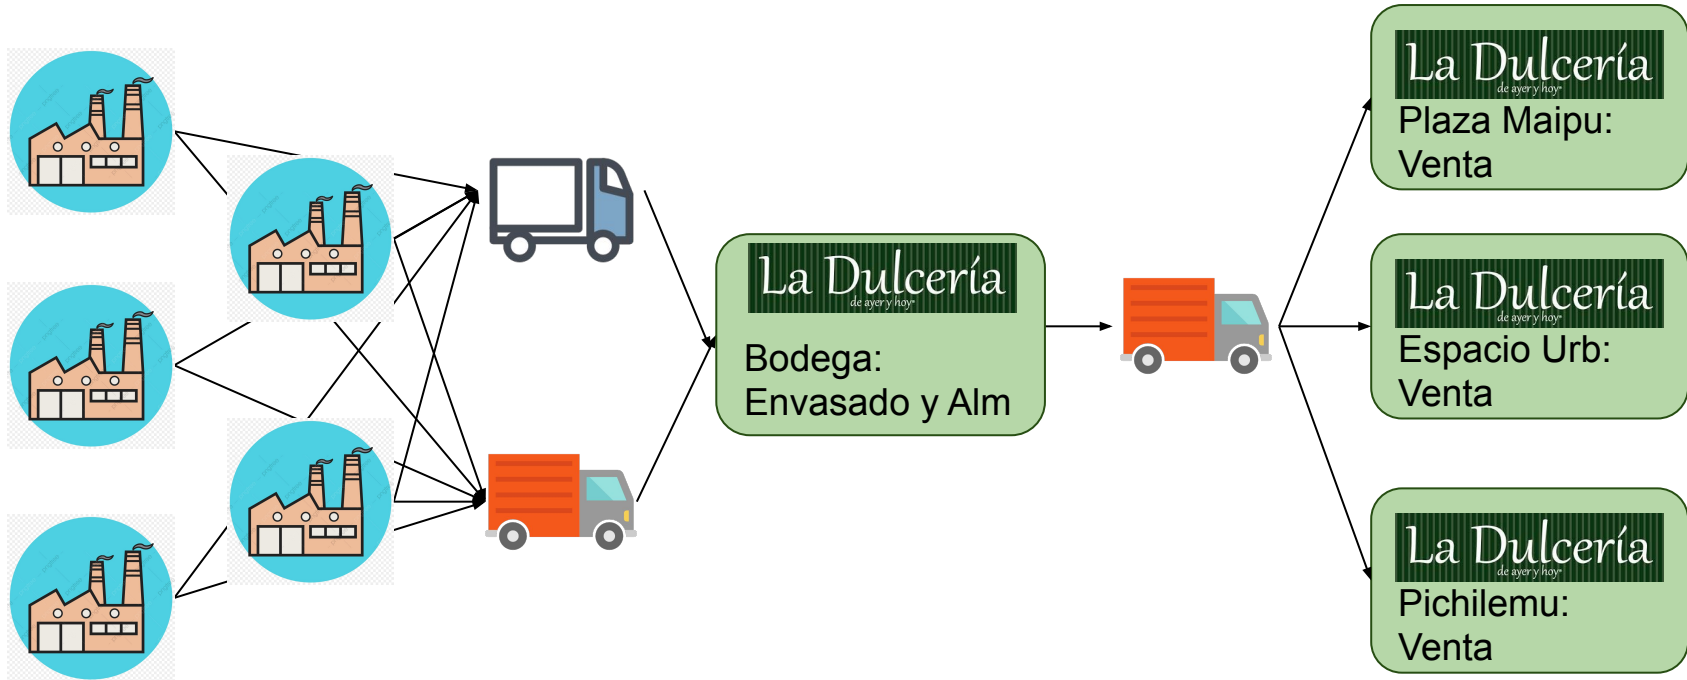 La Dulcería
de ayer y hoy
Bodega:
Envasado y Alm
La Dulcería
de ayer y hoy
Plaza Maipu:
Venta
La Dulcería
de ayer y hoy
Espacio Urb:
Venta
La Dulcería
de ayer y hoy
Pichilemu:
Venta